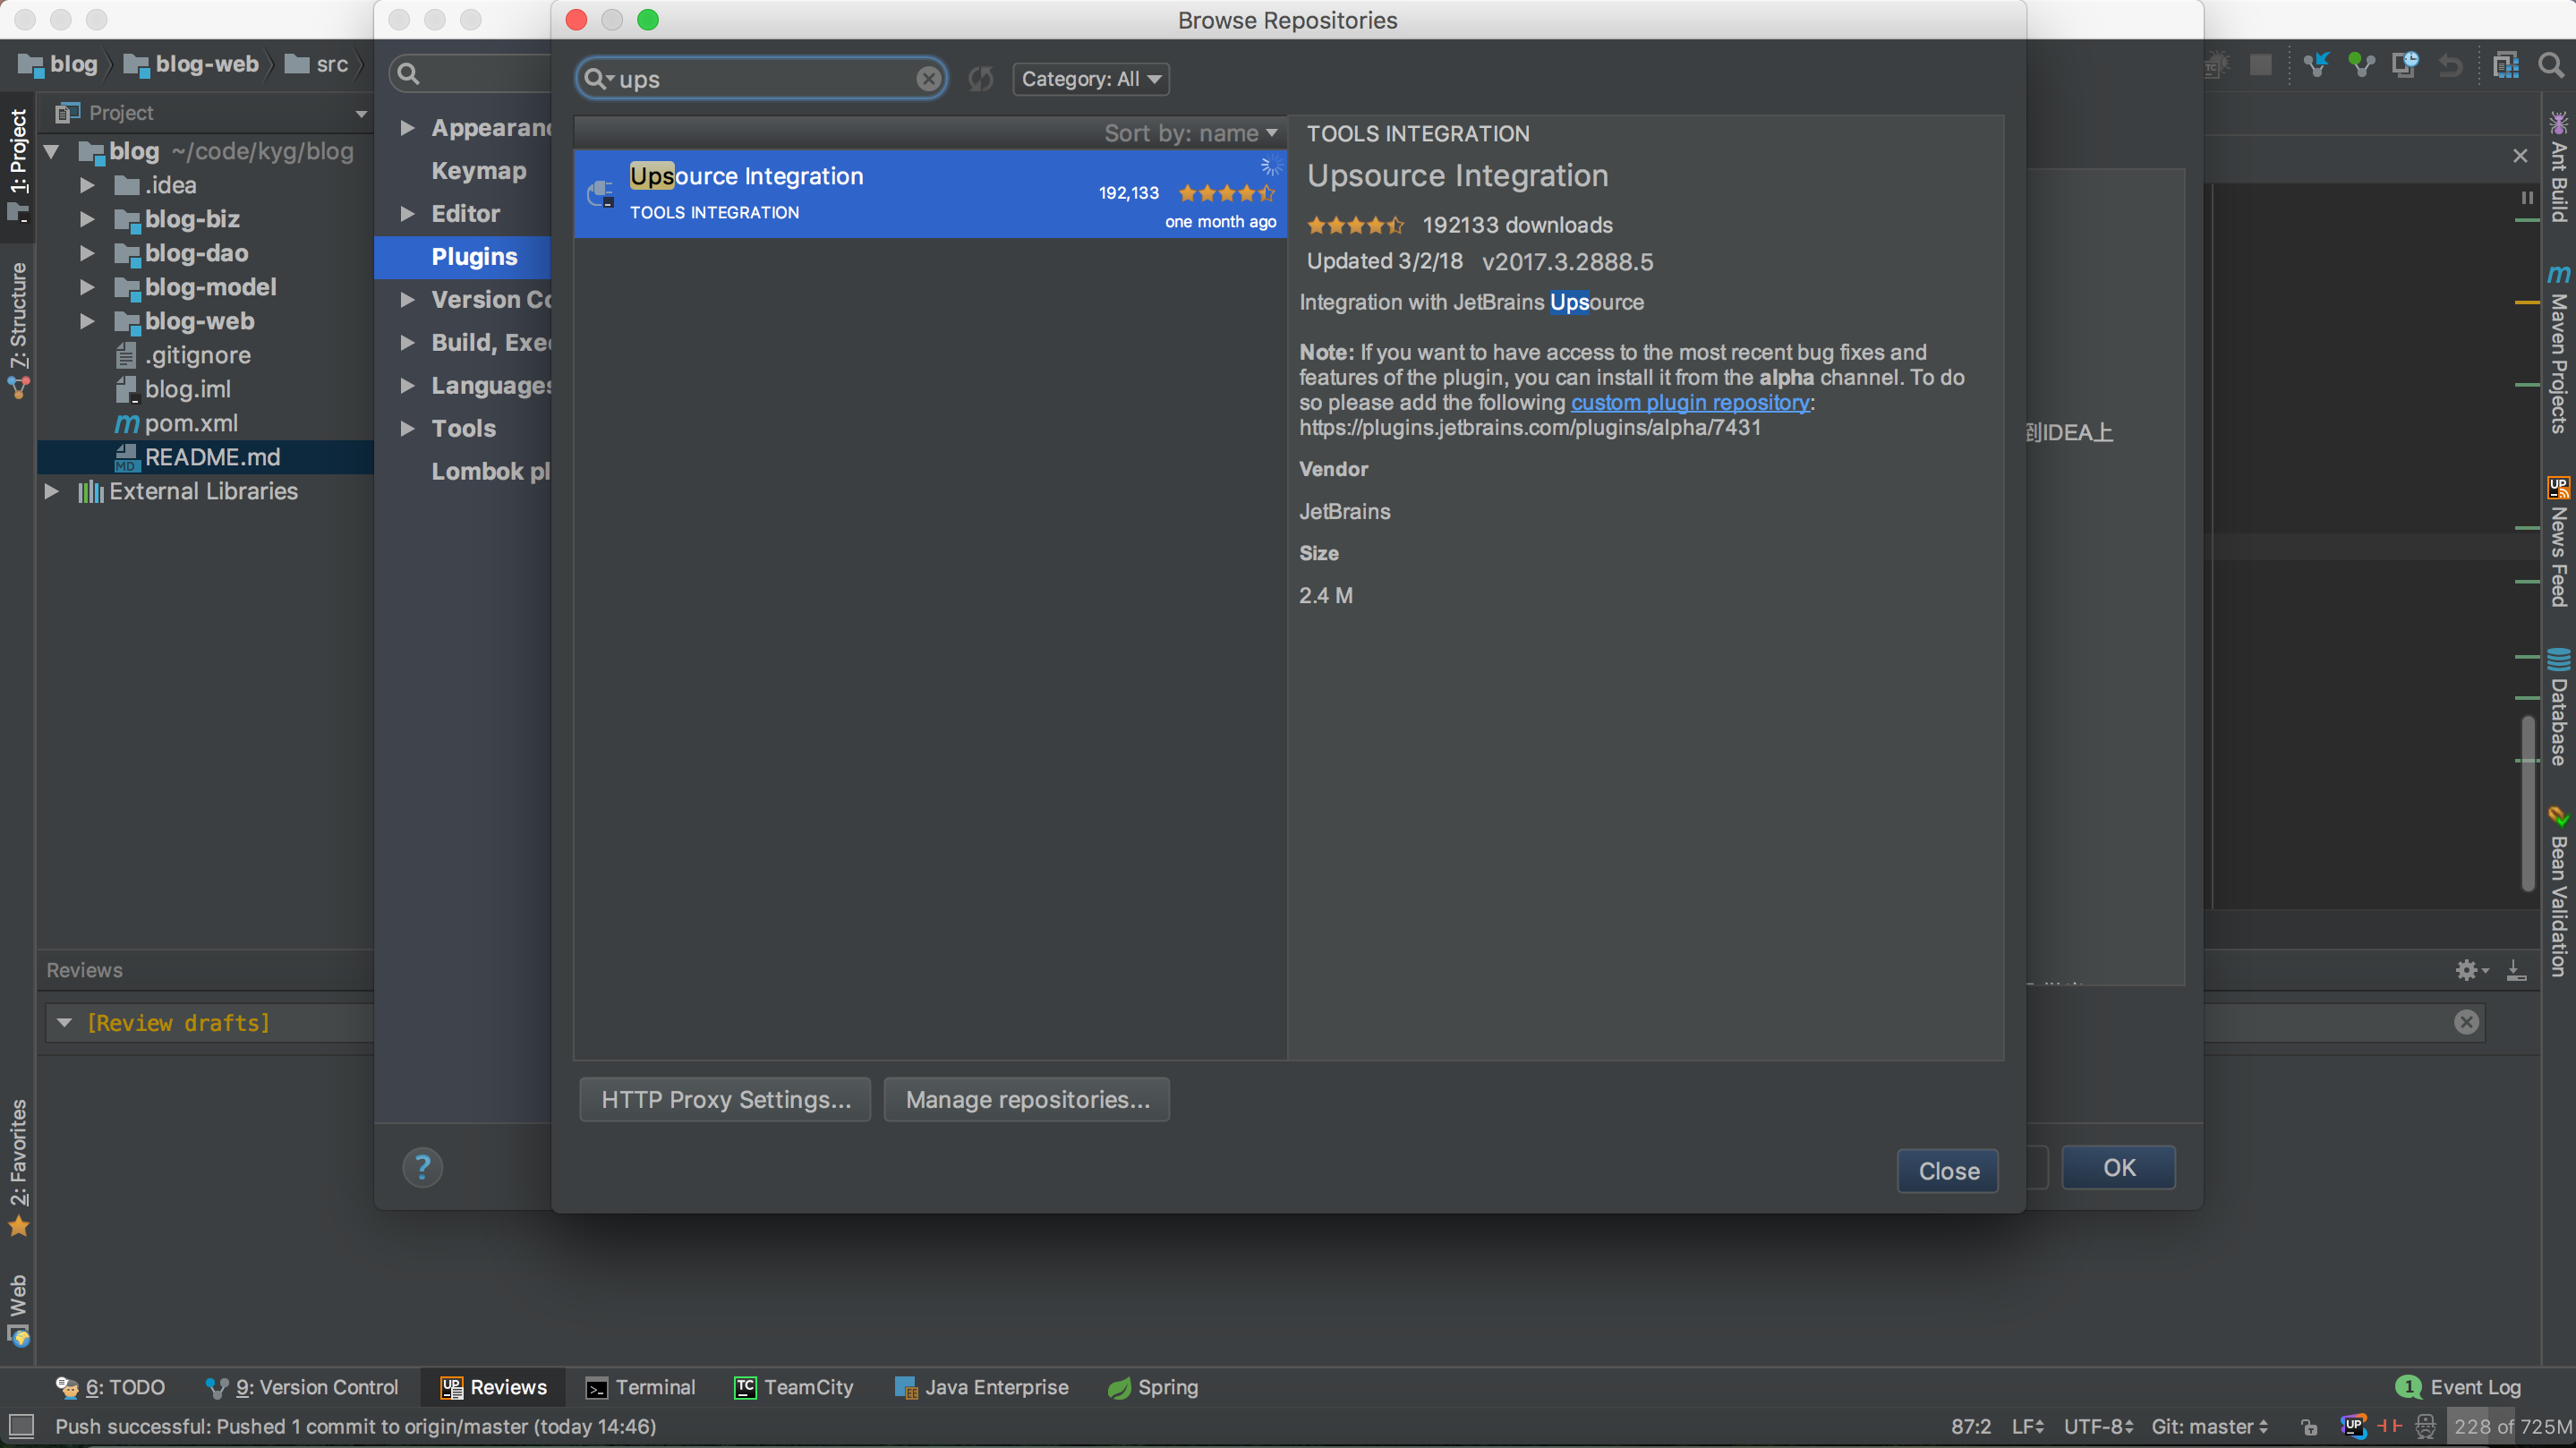 Browse Repositories
blog
blog-web
src
ups
Category: All
Project
Sort by: name
blog ~/code/kyg/blog
.idea
blog-biz
blog-dao
blog-model
blog-web
.gitignore
blog.iml
pom.xml
README.md
External Libraries
Keymap
Editor
Plugins
Tools
Lombok
Upsource Integration
192,133
TOOLS INTEGRATION
one month ago
TOOLS INTEGRATION
Upsource Integration
192133 downloads
Updated 3/2/18 v2017.3.2888.5
Integration with JetBrains Upsource
Note: If you want to have access to the most recent bug fixes and
features of the plugin, you can install it from the alpha channel. To do
so please add the following custom plugin repository:
https://plugins.jetbrains.com/plugins/alpha/7431
Vendor
JetBrains
Size
2.4 M
到IDEA上
1: Project
7: Structure
2: Favorites
Web
Ant Build
Maven Projects
News Feed
Database
Bean Validation
Reviews
[Review drafts]
HTTP Proxy Settings...
Manage repositories...
?
Close
OK
6: TODO
9: Version Control
Reviews
Terminal
TeamCity
Java Enterprise
Spring
1 Event Log
Push successful: Pushed 1 commit to origin/master (today 14:46)
87:2
LF
UTF-8
Git: master
228 of 725M